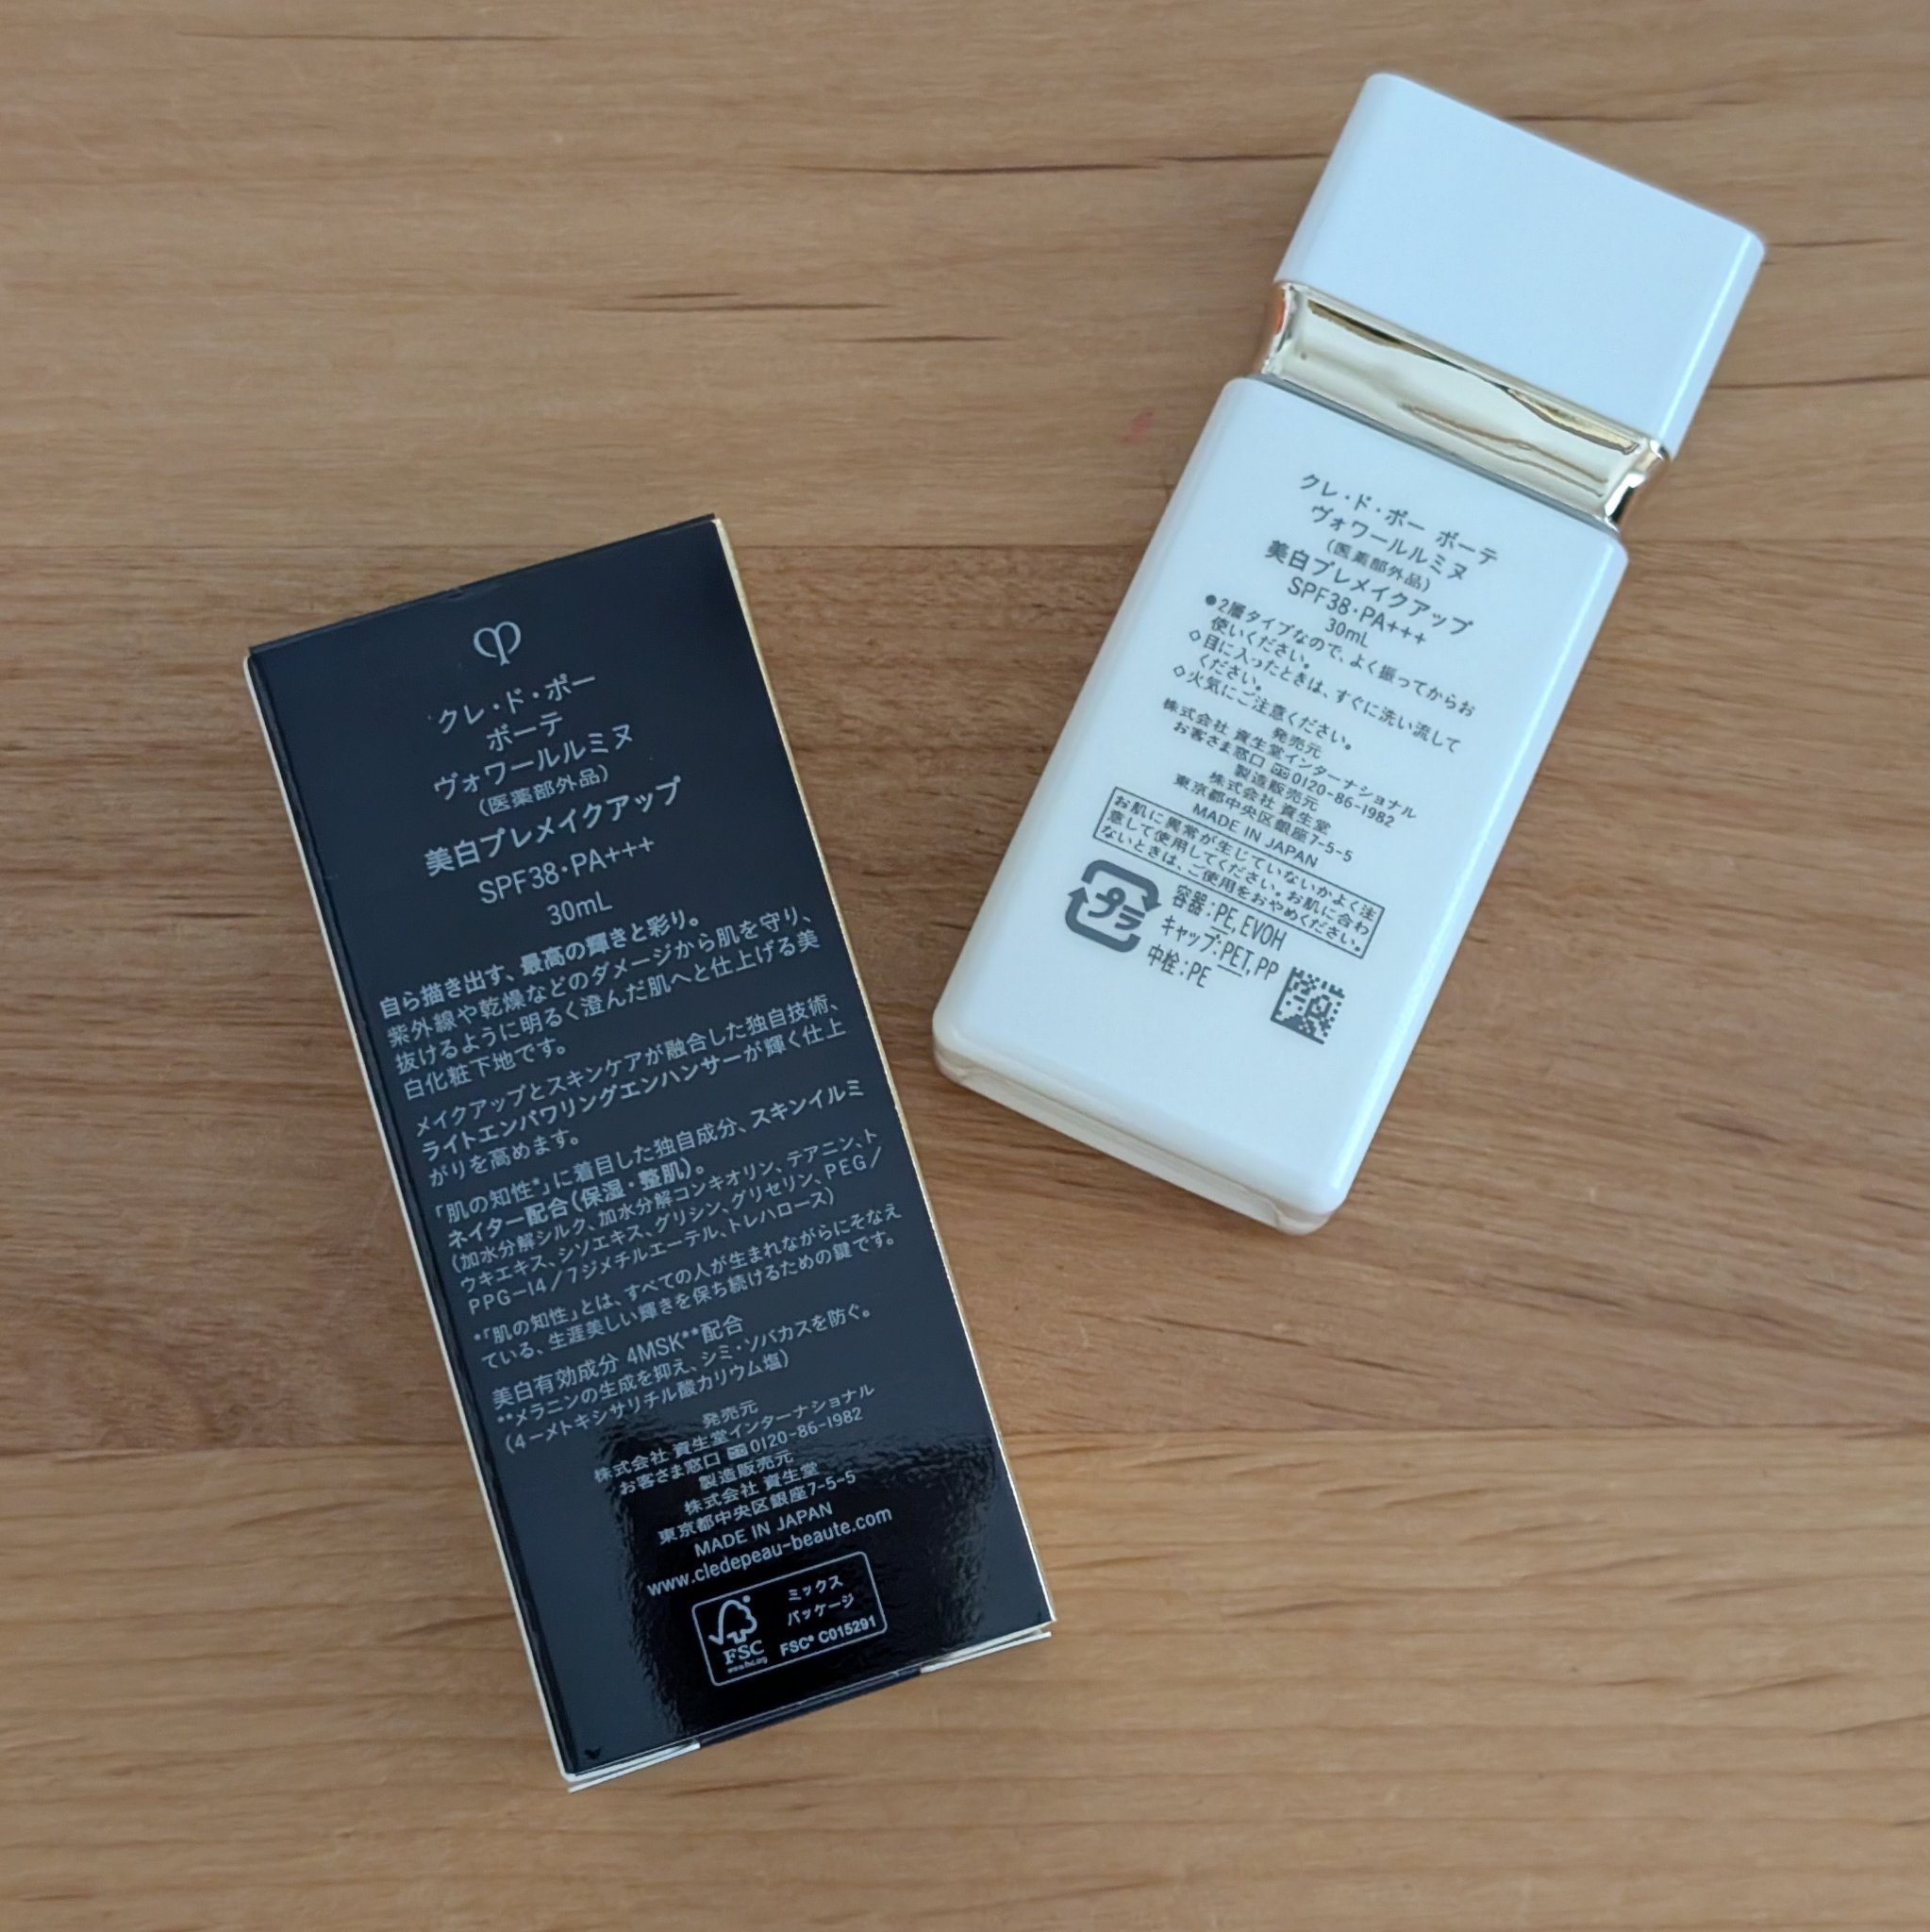 クレ・ド・ポー
ボーテ
ヴォワールルミヌ
(医薬部外品)
美白プレメイクアップ
SPF38・PA+++
30mL
自ら描き出す、最高の輝きと彩り。
紫外線や乾燥などのダメージから肌を守り、
抜けるように明るく澄んだ肌へと仕上げる美
白化粧下地です。
メイクアップとスキンケアが融合した独自技術、
ライトエンパワリングエンハンサーが輝く仕上
がりを高めます。
「肌の知性*」に着目した独自成分、スキンイルミ
ネイター配合(保湿・整肌)。
(加水分解シルク、加水分解コンキオリン、テアニン、ト
ウキエキス、シソエキス、グリシン、グリセリン、PEG/
PPG-14/7ジメチルエーテル、トレハロース)
*「肌の知性」とは、すべての人が生まれながらにそなえ
ている、生涯美しい輝きを保ち続けるための鍵です。
美白有効成分 4MSK**配合
**メラニンの生成を抑え、シミ・ソバカスを防ぐ。
(4-メトキシサリチル酸カリウム塩)
発売元
株式会社 資生堂インターナショナル
お客さま窓口 0120-86-1982
製造販売元
株式会社 資生堂
東京都中央区銀座7-5-5
MADE IN JAPAN
www.cledepeau-beaute.com
FSC
www.fsc.org
ミックス
パッケージ
FSC® C015291
クレ・ド・ポー ボーテ
ヴォワールルミヌ
(医薬部外品)
美白プレメイクアップ
SPF38・PA+++
30mL
●2層タイプなので、よく振ってからお
使いください。
◇目に入ったときは、すぐに洗い流して
ください。
◇火気にご注意ください。
発売元
株式会社 資生堂インターナショナル
お客さま窓口 0120-86-1982
製造販売元
株式会社 資生堂
東京都中央区銀座7-5-5
MADE IN JAPAN
お肌に異常が生じていないかよく注
意して使用してください。お肌に合わ
ないときは、ご使用をおやめください。
プラ
容器:PE, EVOH
キャップ:PET, PP
中栓:PE